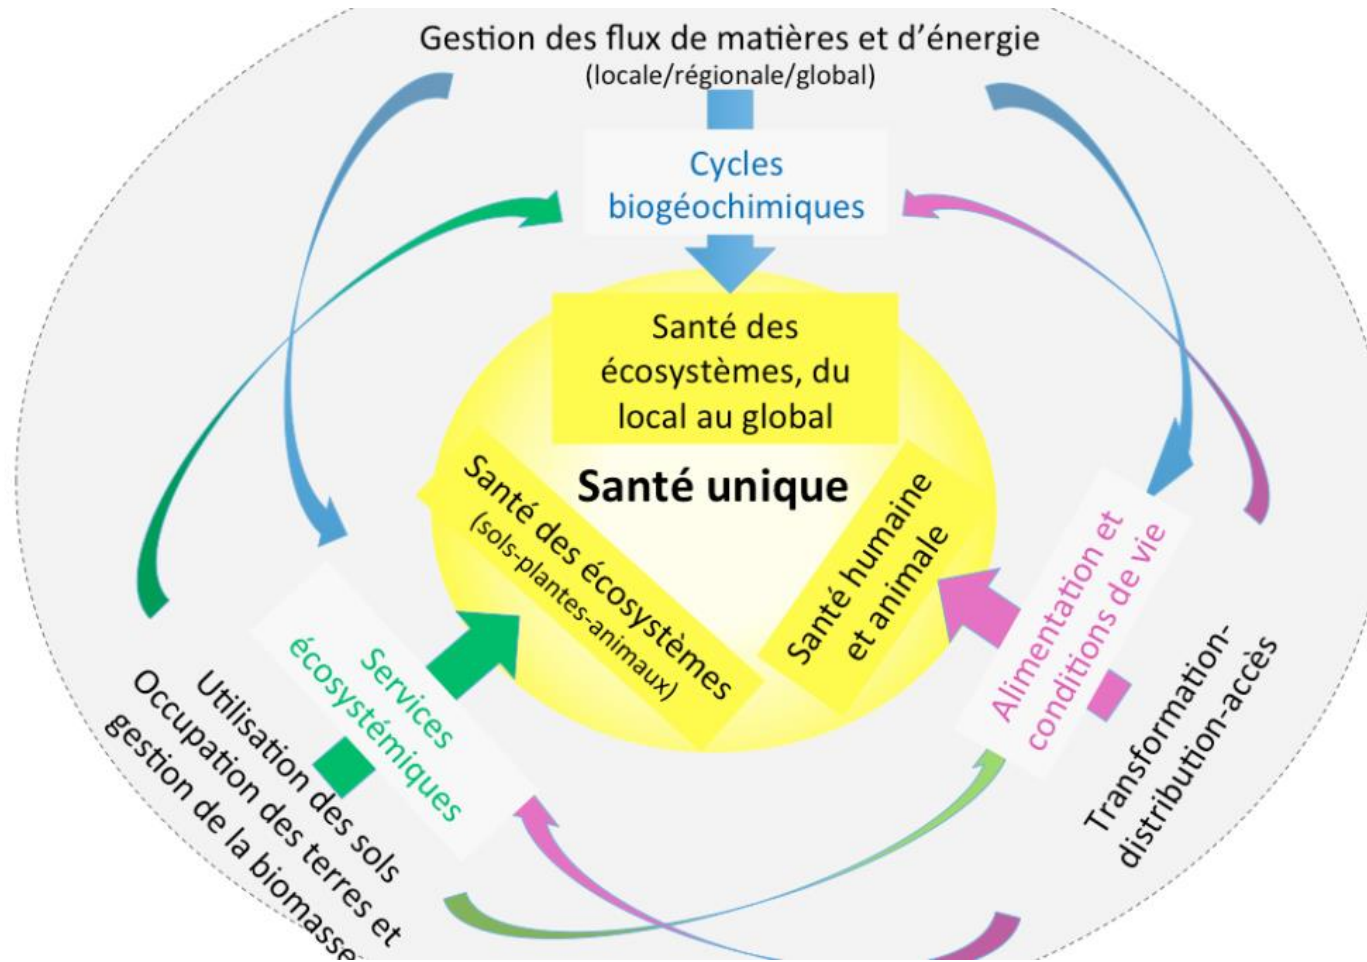 Gestion des flux de matières et d'énergie
(locale/régionale/global)
Cycles
biogéochimiques
Santé des
écosystèmes, du
local au global
Santé unique
Santé des écosystèmes
(sols-plantes-animaux)
Santé humaine
et animale
Services
écosystémiques
Alimentation et
conditions de vie
Utilisation des sols
Occupation des terres et
gestion de la biomasse
Transformation-
distribution-accès